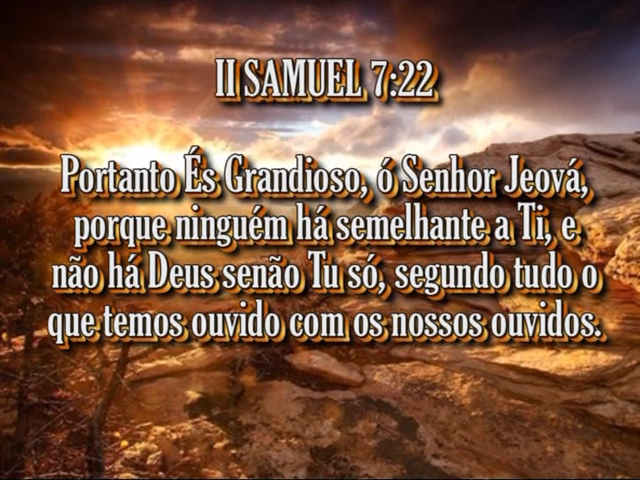 II SAMUEL 7:22
Portanto És Grandioso, ó Senhor Jeová,
porque ninguém há semelhante a Ti, e
não há Deus senão Tu só, segundo tudo o
que temos ouvido com os nossos ouvidos.